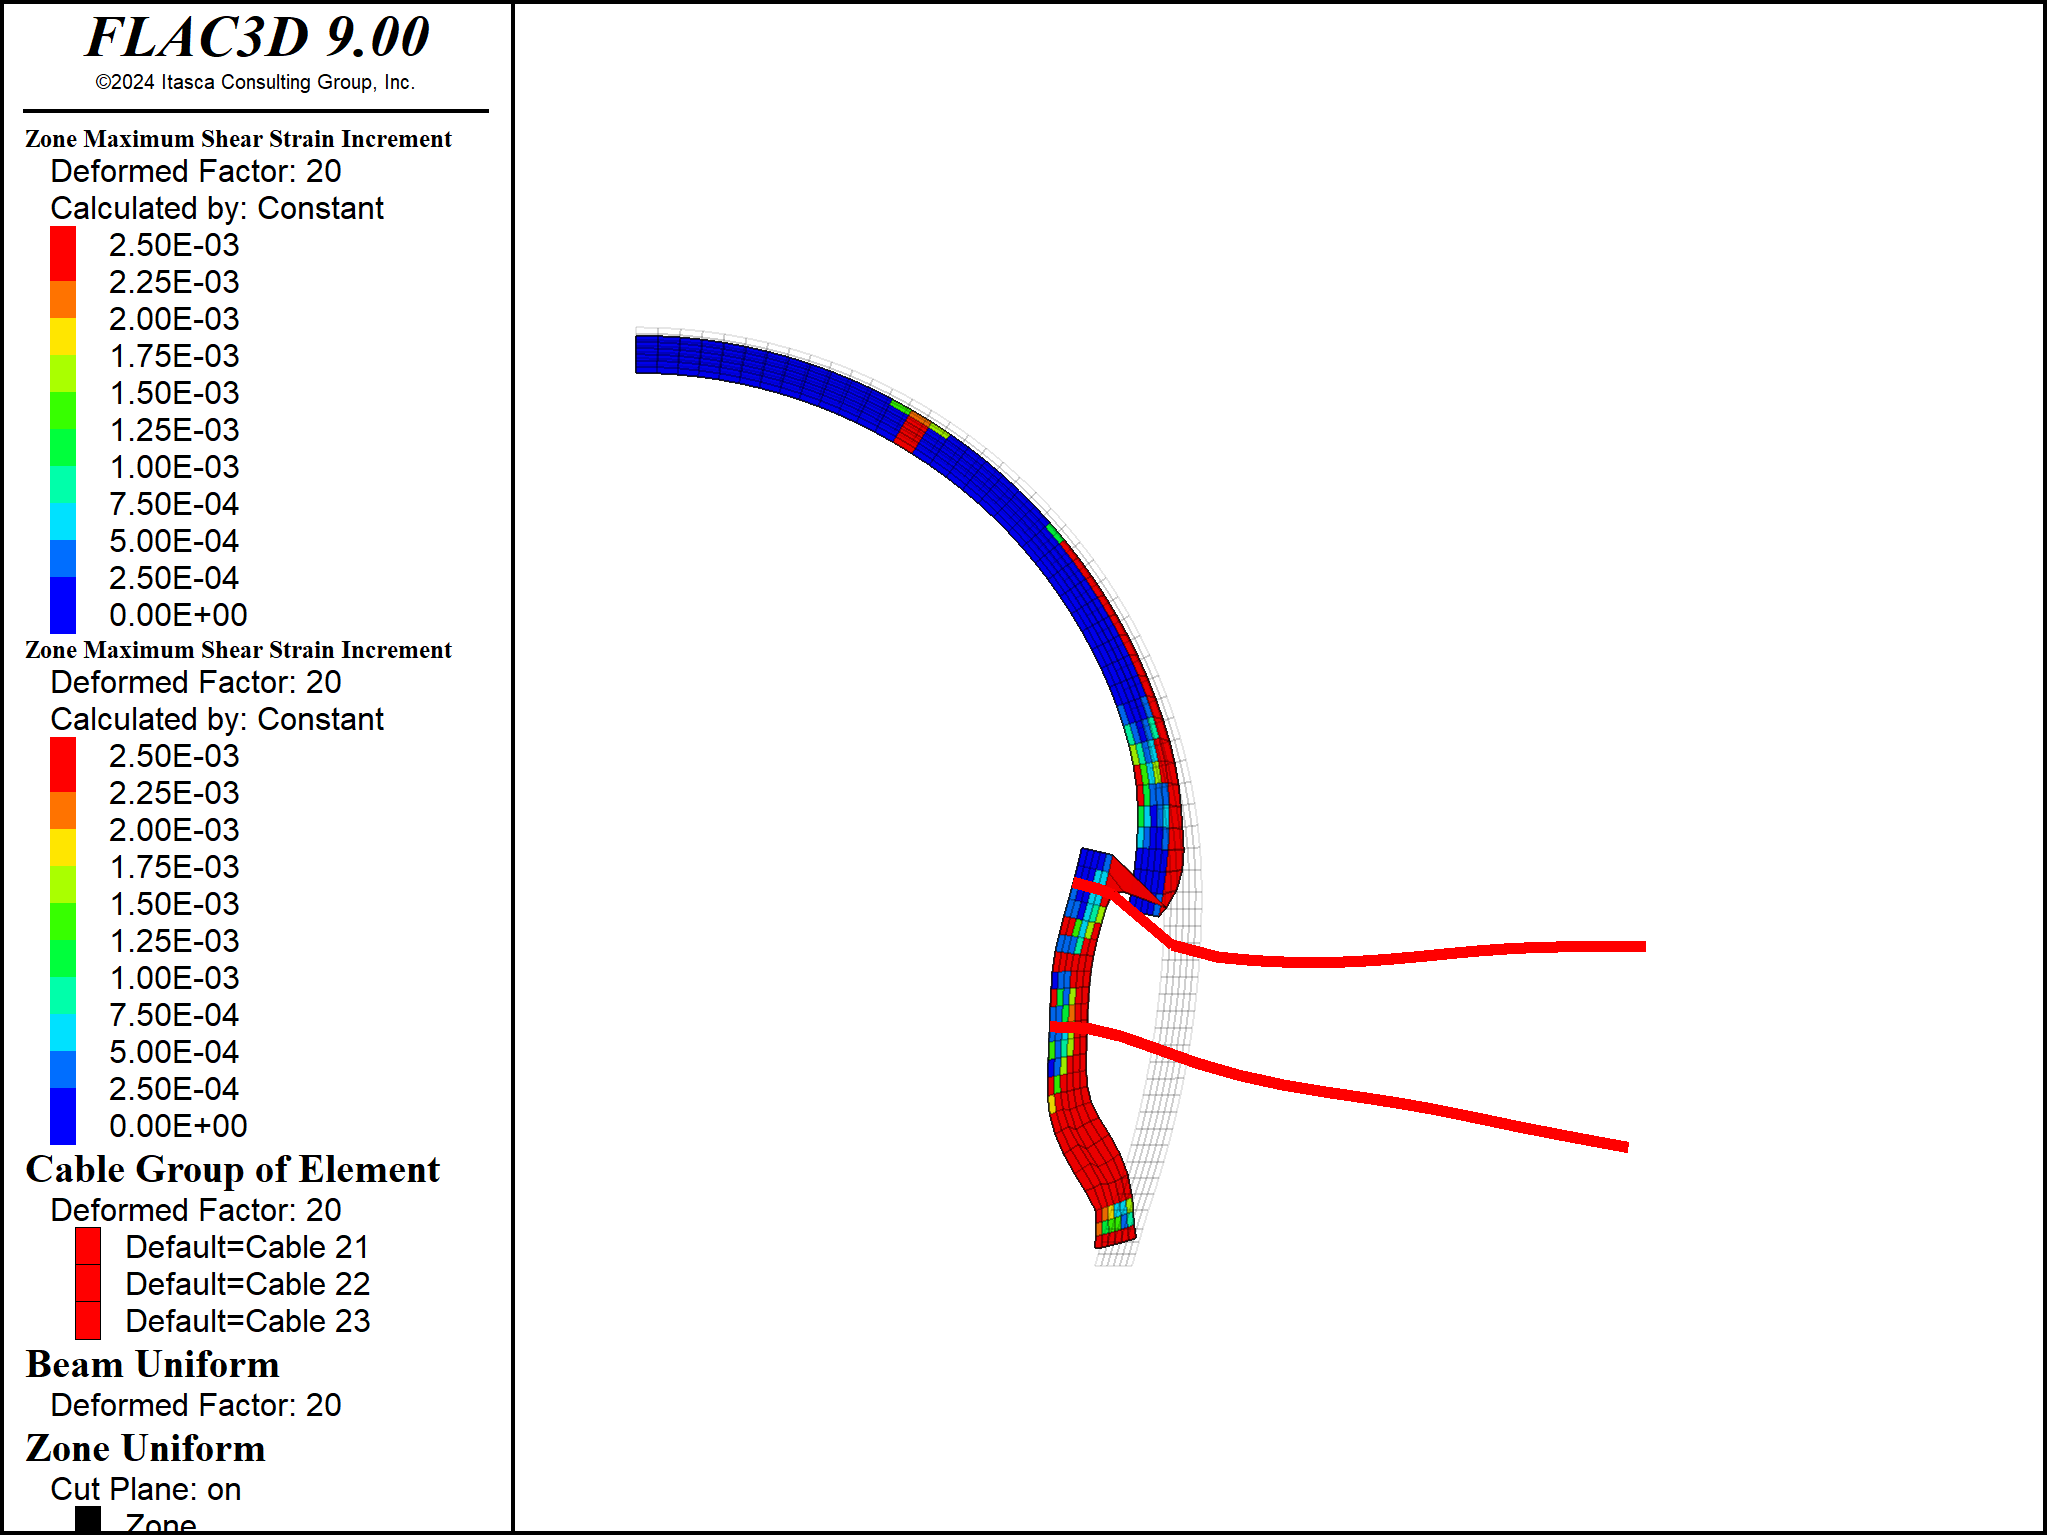 FLAC3D 9.00
©2024 Itasca Consulting Group, Inc.
Zone Maximum Shear Strain Increment
Deformed Factor: 20
Calculated by: Constant
2.50E-03
2.25E-03
2.00E-03
1.75E-03
1.50E-03
1.25E-03
1.00E-03
7.50E-04
5.00E-04
2.50E-04
0.00E+00
Zone Maximum Shear Strain Increment
Deformed Factor: 20
Calculated by: Constant
2.50E-03
2.25E-03
2.00E-03
1.75E-03
1.50E-03
1.25E-03
1.00E-03
7.50E-04
5.00E-04
2.50E-04
0.00E+00
Cable Group of Element
Deformed Factor: 20
Default=Cable 21
Default=Cable 22
Default=Cable 23
Beam Uniform
Deformed Factor: 20
Zone Uniform
Cut Plane: on
Zone